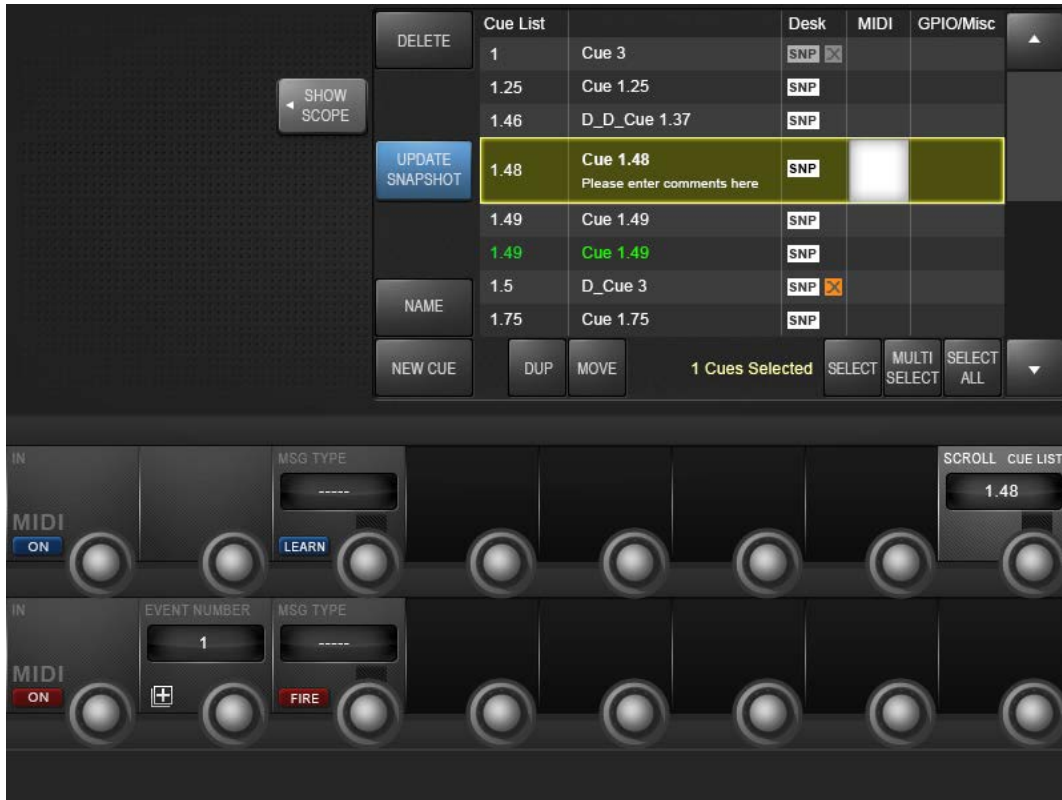 DELETE
Cue List Desk MIDI GPIO/Misc
1 Cue 3 SNP
SHOW
SCOPE
1.25 Cue 1.25 SNP
1.46 D_D_Cue 1.37 SNP
UPDATE
SNAPSHOT
1.48 Cue 1.48 SNP
Please enter comments here
1.49 Cue 1.49 SNP
1.49 Cue 1.49 SNP
NAME
1.5 D_Cue 3 SNP
1.75 Cue 1.75 SNP
NEW CUE DUP MOVE 1 Cues Selected SELECT
MULTI
SELECT
SELECT
ALL
IN MSG TYPE SCROLL CUE LIST
----- 1.48
MIDI
ON LEARN
IN EVENT NUMBER MSG TYPE
1 -----
MIDI
ON FIRE